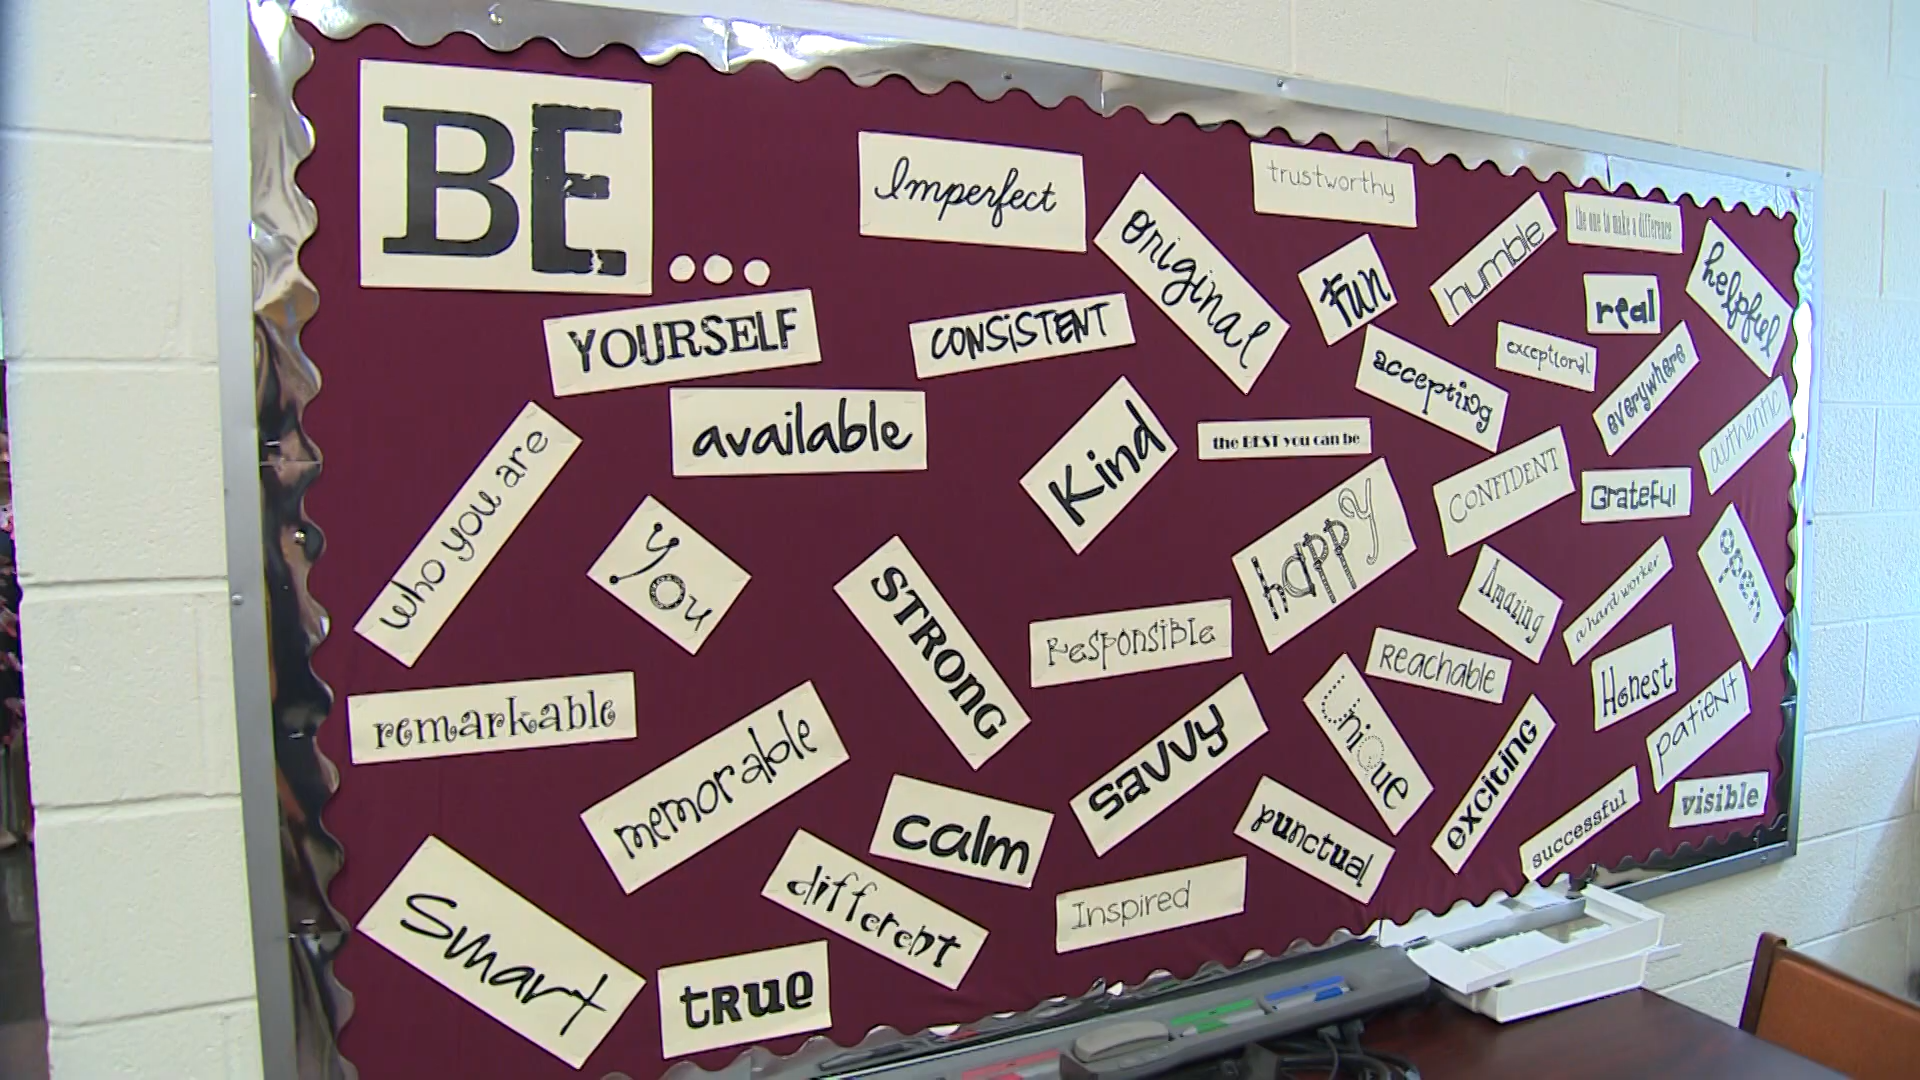 BE...
Imperfect
trustworthy
original
Fun
humble
the one to make a difference
helpful
real
YOURSELF
CONSISTENT
accepting
exceptional
everywhere
authentic
available
Kind
the BEST you can be
CONFIDENT
Grateful
who you are
you
STRONG
Responsible
happy
Amazing
a hard worker
open
Reachable
Honest
patient
remarkable
memorable
savvy
UniQue
exciting
successful
visible
calm
punctual
Smart
different
Inspired
tRue